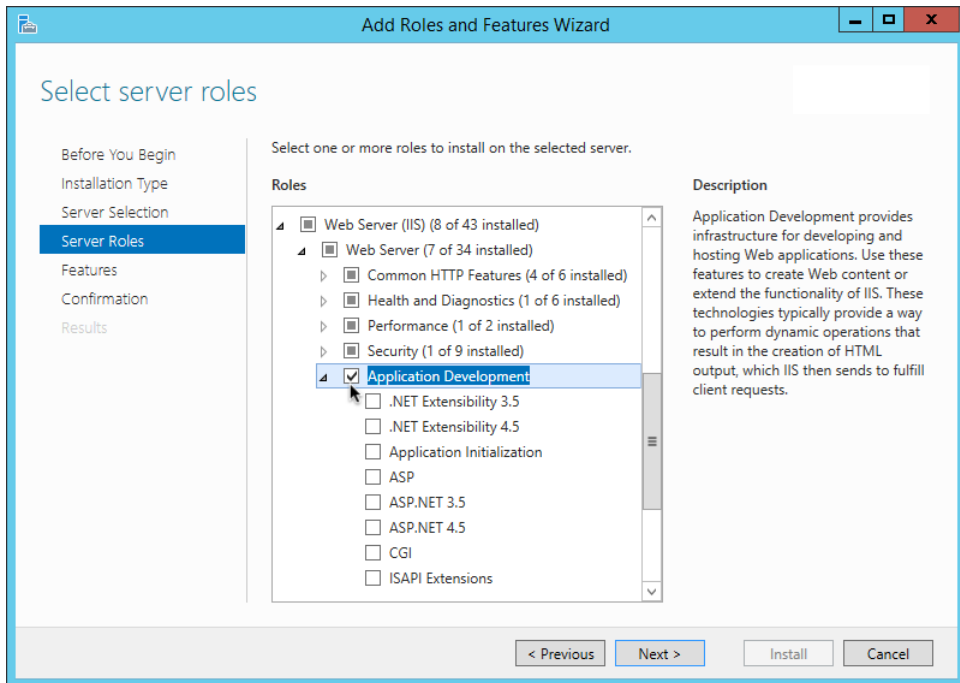 Add Roles and Features Wizard
Select server roles
Before You Begin
Installation Type
Server Selection
Server Roles
Features
Confirmation
Results
Select one or more roles to install on the selected server.
Roles
Web Server (IIS) (8 of 43 installed)
Web Server (7 of 34 installed)
Common HTTP Features (4 of 6 installed)
Health and Diagnostics (1 of 6 installed)
Performance (1 of 2 installed)
Security (1 of 9 installed)
Application Development
.NET Extensibility 3.5
.NET Extensibility 4.5
Application Initialization
ASP
ASP.NET 3.5
ASP.NET 4.5
CGI
ISAPI Extensions
Description
Application Development provides
infrastructure for developing and
hosting Web applications. Use these
features to create Web content or
extend the functionality of IIS. These
technologies typically provide a way
to perform dynamic operations that
result in the creation of HTML
output, which IIS then sends to fulfill
client requests.
< Previous
Next >
Install
Cancel